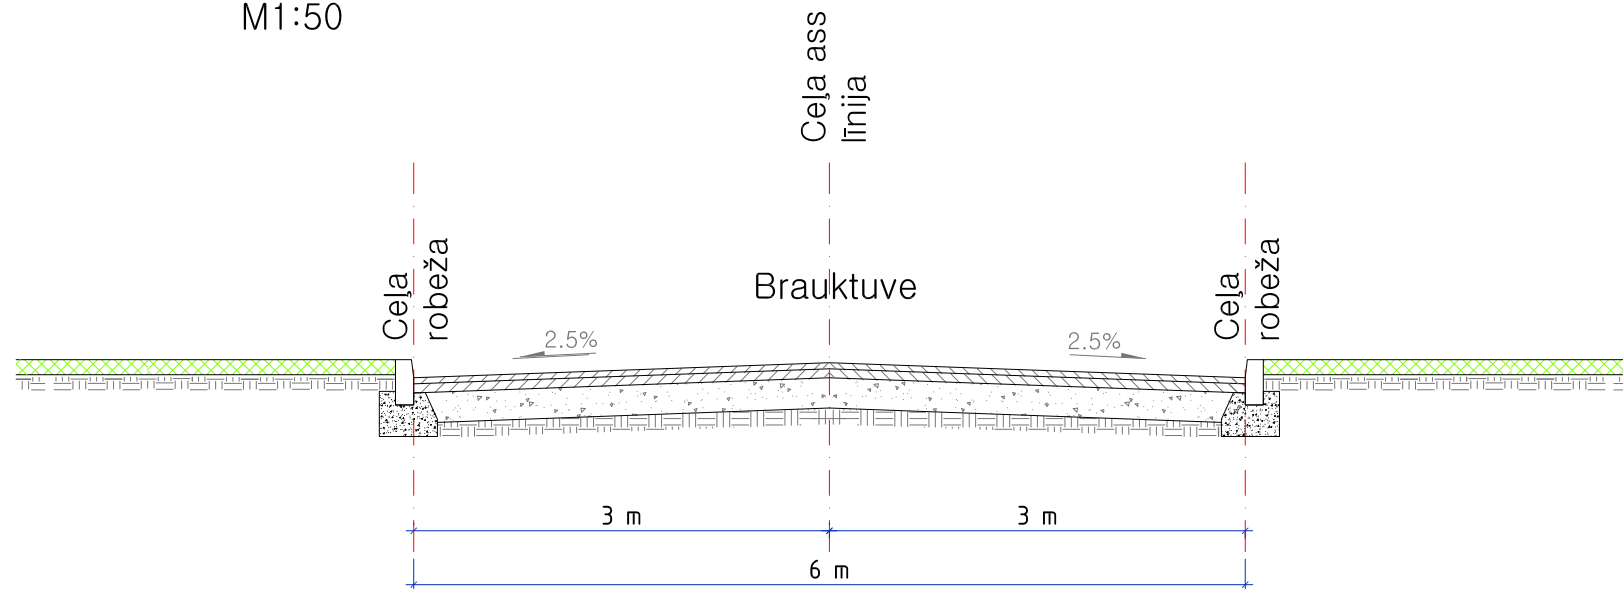 M1:50
Ceļa ass
līnija
Ceļa
robeža
Brauktuve
Ceļa
robeža
2.5%
2.5%
3 m
3 m
6 m